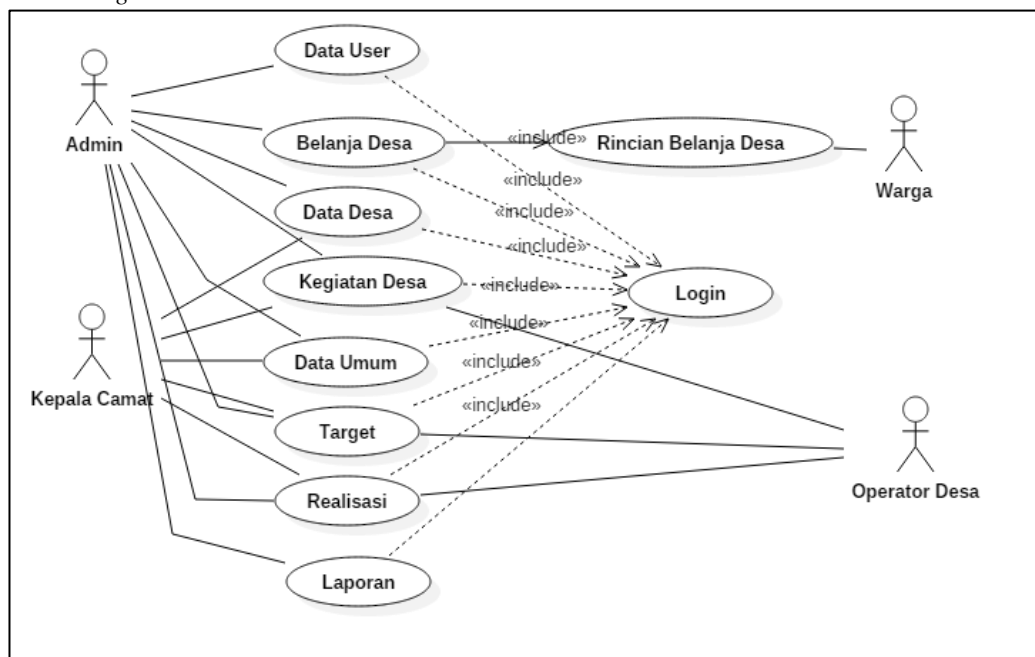 Data User
Admin
Belanja Desa
«include»
Rincian Belanja Desa
Warga
«include»
Data Desa
«include»
«include»
Kegiatan Desa
«include»
Login
«include»
Data Umum
«include»
Kepala Camat
Target
«include»
Realisasi
Operator Desa
Laporan